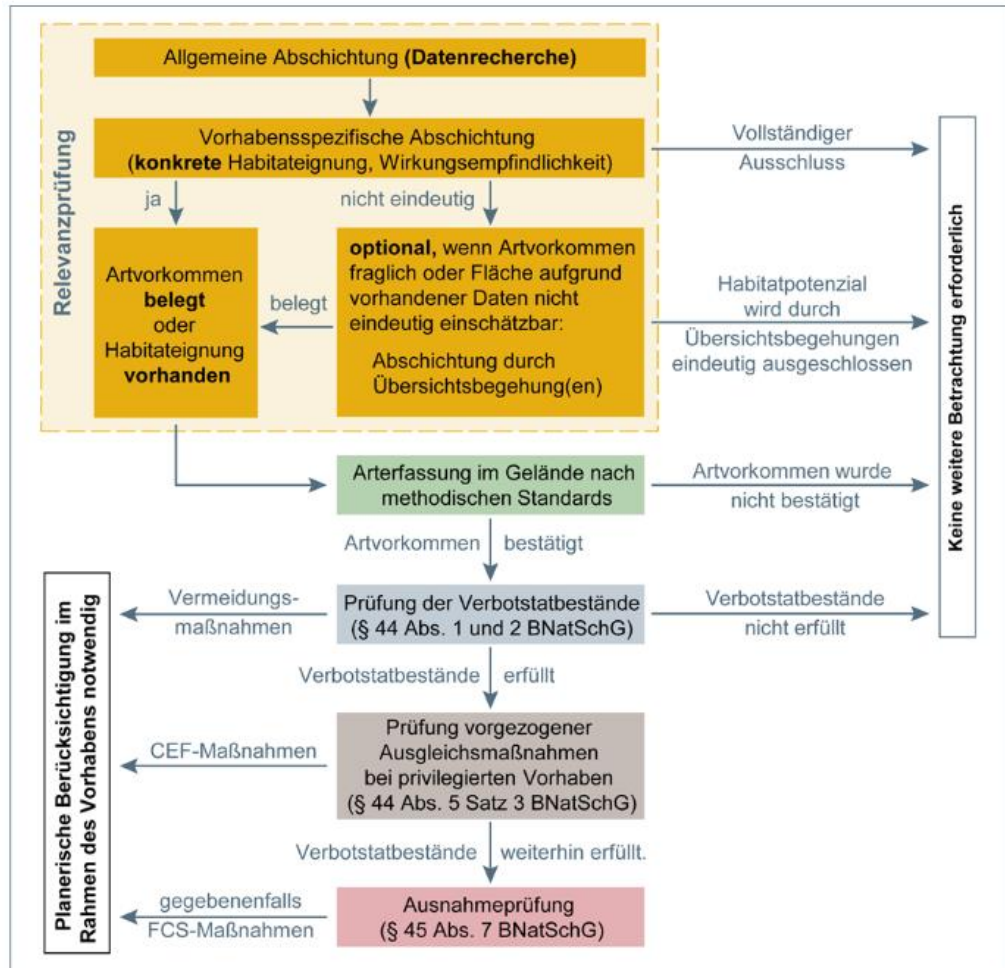 Relevanzprüfung
Allgemeine Abschichtung (Datenrecherche)
Vorhabensspezifische Abschichtung
(konkrete Habitateignung, Wirkungsempfindlichkeit)
Vollständiger
Ausschluss
ja
nicht eindeutig
Artvorkommen
belegt
oder
Habitateignung
vorhanden
belegt
optional, wenn Artvorkommen
fraglich oder Fläche aufgrund
vorhandener Daten nicht
eindeutig einschätzbar:
Abschichtung durch
Übersichtsbegehung(en)
Habitatpotenzial
wird durch
Übersichtsbegehungen
eindeutig ausgeschlossen
Keine weitere Betrachtung erforderlich
Arterfassung im Gelände nach
methodischen Standards
Artvorkommen wurde
nicht bestätigt
Artvorkommen bestätigt
Planerische Berücksichtigung im
Rahmen des Vorhabens notwendig
Vermeidungs-
maßnahmen
Prüfung der Verbotstatbestände
(§ 44 Abs. 1 und 2 BNatSchG)
Verbotstatbestände
nicht erfüllt
Verbotstatbestände erfüllt
CEF-Maßnahmen
Prüfung vorgezogener
Ausgleichsmaßnahmen
bei privilegierten Vorhaben
(§ 44 Abs. 5 Satz 3 BNatSchG)
Verbotstatbestände weiterhin erfüllt.
gegebenenfalls
FCS-Maßnahmen
Ausnahmeprüfung
(§ 45 Abs. 7 BNatSchG)